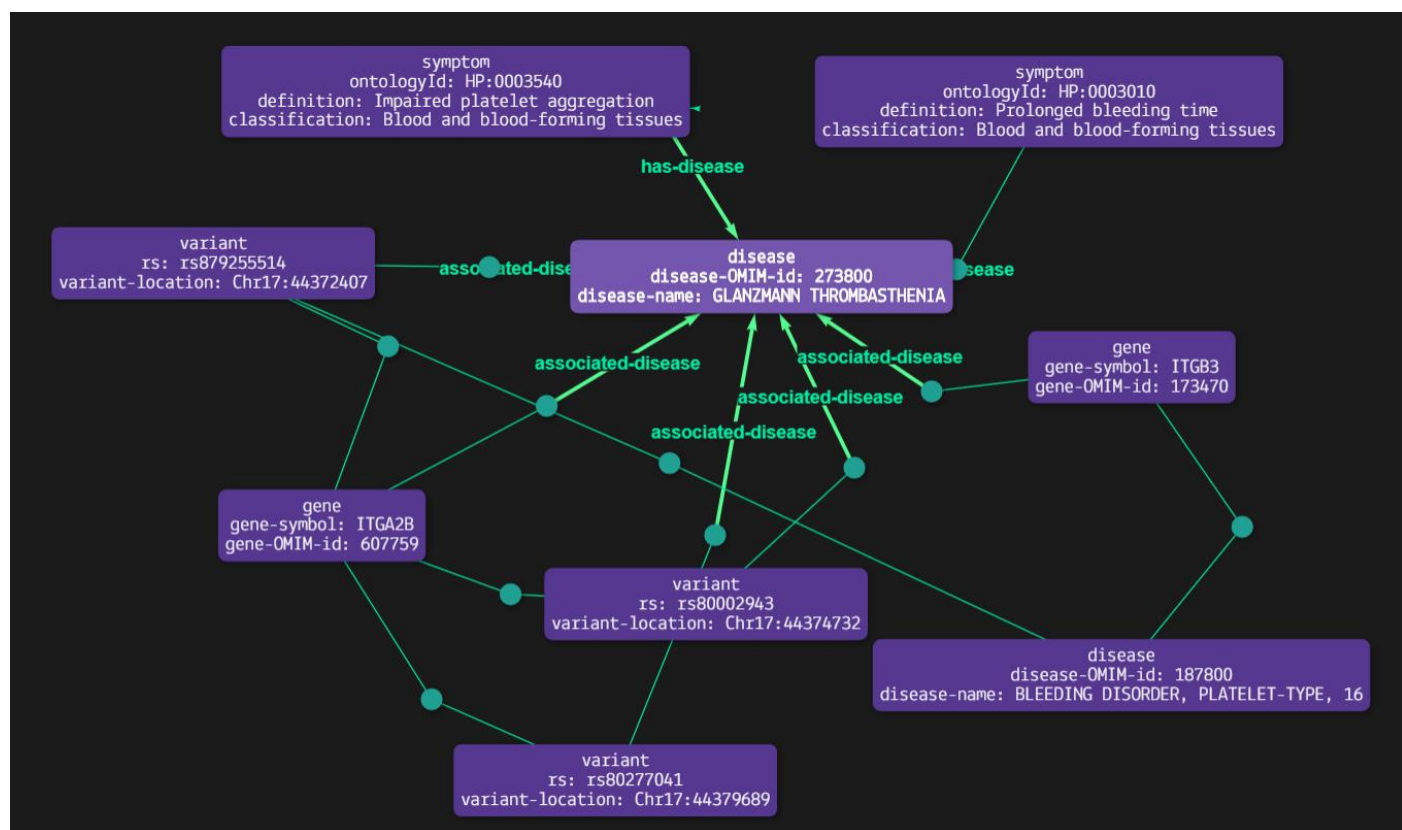 symptom
ontologyId: HP:0003540
definition: Impaired platelet aggregation
classification: Blood and blood-forming tissues
symptom
ontologyId: HP:0003010
definition: Prolonged bleeding time
classification: Blood and blood-forming tissues
has-disease
variant
rs: rs879255514
variant-location: Chr17:44372407
disease
disease-OMIM-id: 273800
disease-name: GLANZMANN THROMBASTHENIA
associated-disease
associated-disease
associated-disease
associated-disease
gene
gene-symbol: ITGB3
gene-OMIM-id: 173470
gene
gene-symbol: ITGA2B
gene-OMIM-id: 607759
variant
rs: rs80002943
variant-location: Chr17:44374732
disease
disease-OMIM-id: 187800
disease-name: BLEEDING DISORDER, PLATELET-TYPE, 16
variant
rs: rs80277041
variant-location: Chr17:44379689